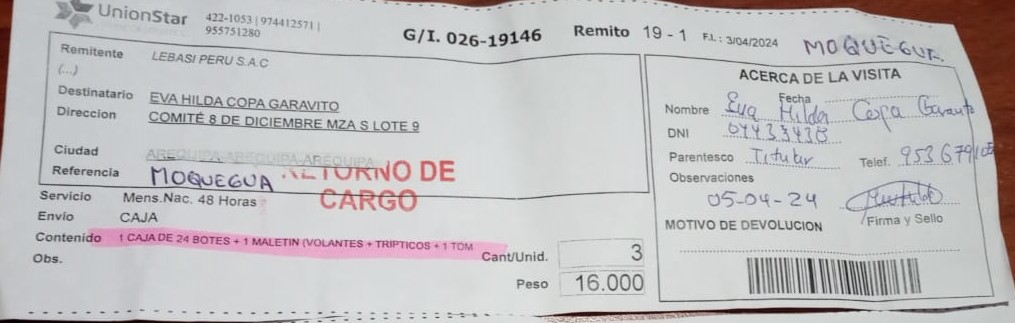 UnionStar
422-1053 | 974412571 |
955751280
G/I. 026-19146
Remito 19 - 1
F.I.: 3/04/2024
MOQUEGUA.
Remitente LEBASI PERU S.A.C
(...)
Destinatario EVA HILDA COPA GARAVITO
Direccion COMITÉ 8 DE DICIEMBRE MZA S LOTE 9
Ciudad AREQUIPA-AREQUIPA-AREQUIPA
Referencia MOQUEGUA
RETORNO DE
CARGO
Servicio Mens.Nac. 48 Horas
Envio CAJA
Contenido 1 CAJA DE 24 BOTES + 1 MALETIN (VOLANTES + TRIPTICOS + 1 TOM
Obs.
Cant/Unid. 3
Peso 16.000
ACERCA DE LA VISITA
Fecha
Nombre Eva Hilda Copa Garavito
DNI
Parentesco Titular Telef.
Observaciones
05-04-24
Firma y Sello
MOTIVO DE DEVOLUCION